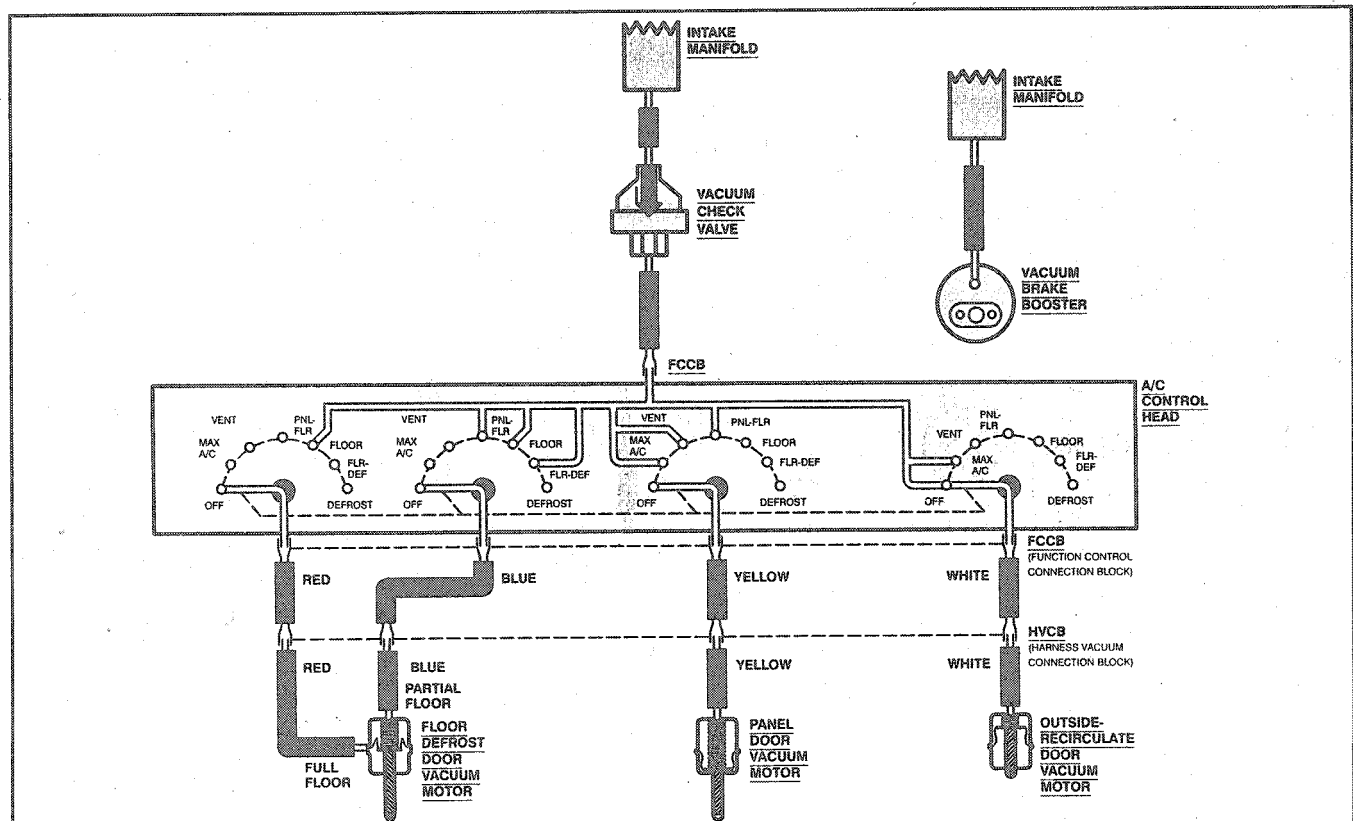 INTAKE
MANIFOLD
INTAKE
MANIFOLD
VACUUM
CHECK
VALVE
VACUUM
BRAKE
BOOSTER
FCCB
A/C
CONTROL
HEAD
VENT
PNL-
FLR
FLOOR
MAX
A/C
FLR-
DEF
OFF
DEFROST
VENT
PNL-
FLR
FLOOR
MAX
A/C
FLR-DEF
OFF
DEFROST
VENT
PNL-FLR
MAX
A/C
FLOOR
FLR-DEF
OFF
DEFROST
VENT
PNL-
FLR
FLOOR
MAX
A/C
FLR-
DEF
OFF
DEFROST
FCCB
(FUNCTION CONTROL
CONNECTION BLOCK)
RED
BLUE
YELLOW
WHITE
HVCB
(HARNESS VACUUM
CONNECTION BLOCK)
RED
BLUE
YELLOW
WHITE
PARTIAL
FLOOR
FULL
FLOOR
FLOOR
DEFROST
DOOR
VACUUM
MOTOR
PANEL
DOOR
VACUUM
MOTOR
OUTSIDE-
RECIRCULATE
DOOR
VACUUM
MOTOR